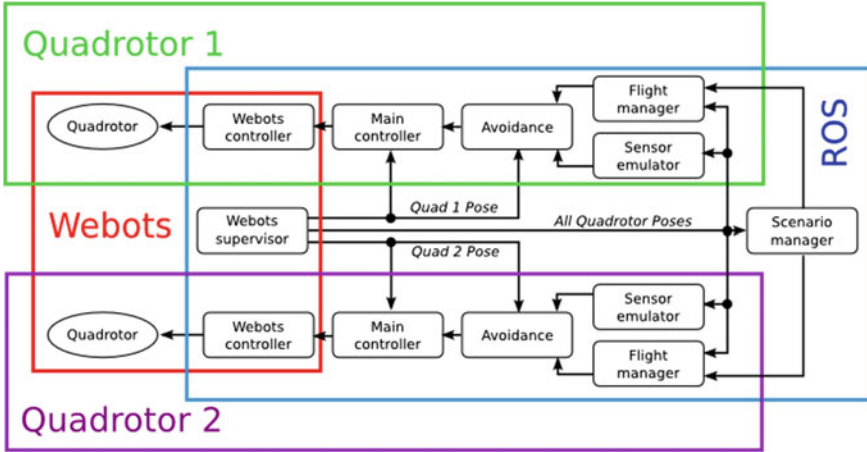 Quadrotor 1
Flight
manager
Quadrotor
Webots
controller
Main
controller
Avoidance
Sensor
emulator
ROS
Webots
Webots
supervisor
Quad 1 Pose
All Quadrotor Poses
Quad 2 Pose
Scenario
manager
Sensor
emulator
Quadrotor
Webots
controller
Main
controller
Avoidance
Flight
manager
Quadrotor 2